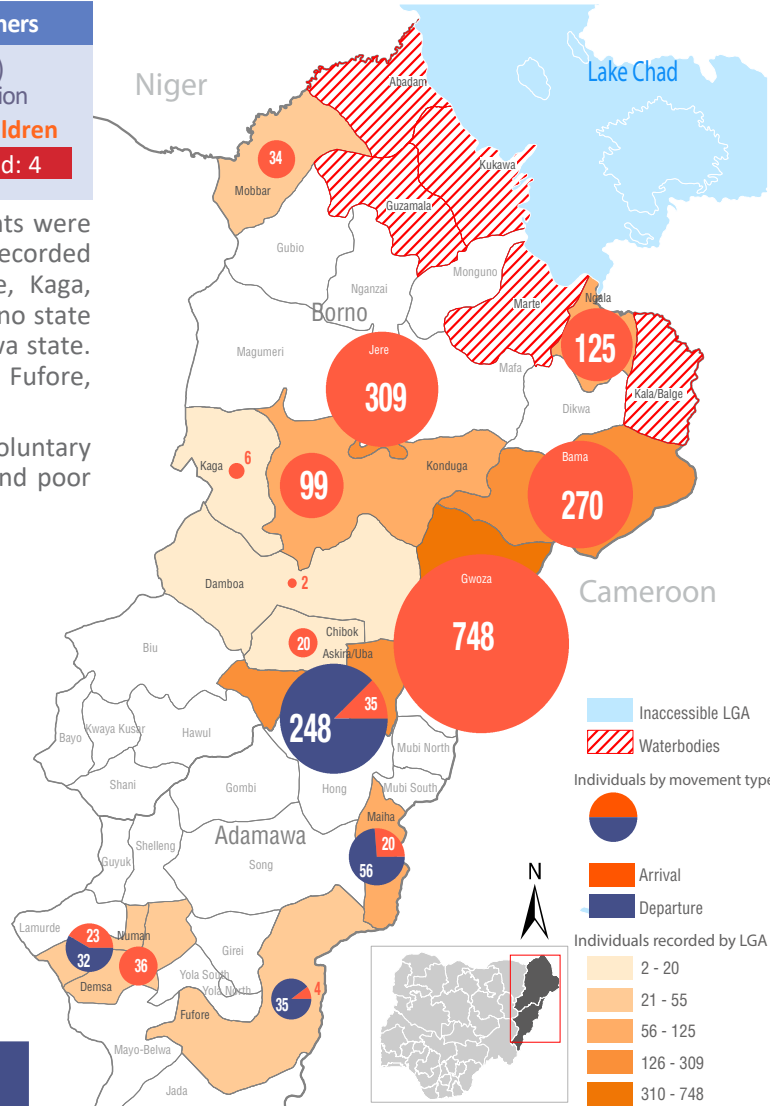 ners
)
ion
ldren
d: 4
nts were
ecorded
e, Kaga,
no state
va state.
Fufore,
oluntary
nd poor
Niger
Lake Chad
Abadam
Kukawa
34
Mobbar
Guzamala
Gubio
Monguno
Nganzai
Borno
Marte
Ngala
125
Magumeri
Jere
309
Mafa
Kala/Balge
Dikwa
Kaga
6
99
Konduga
Bama
270
Damboa
2
Gwoza
748
Cameroon
20
Chibok
Askira/Uba
Biu
35
248
Kwaya Kusar
Bayo
Hawul
Mubi North
Shani
Gombi
Hong
Mubi South
Maiha
Adamawa
Shelleng
Guyuk
Song
20
56
Lamurde
23
32
Numan
36
Girei
Demsa
Yola South
Yola North
4
35
Fufore
Mayo-Belwa
Jada
Inaccessible LGA
Waterbodies
Individuals by movement type
Arrival
Departure
Individuals recorded by LGA
2 - 20
21 - 55
56 - 125
126 - 309
310 - 748
N